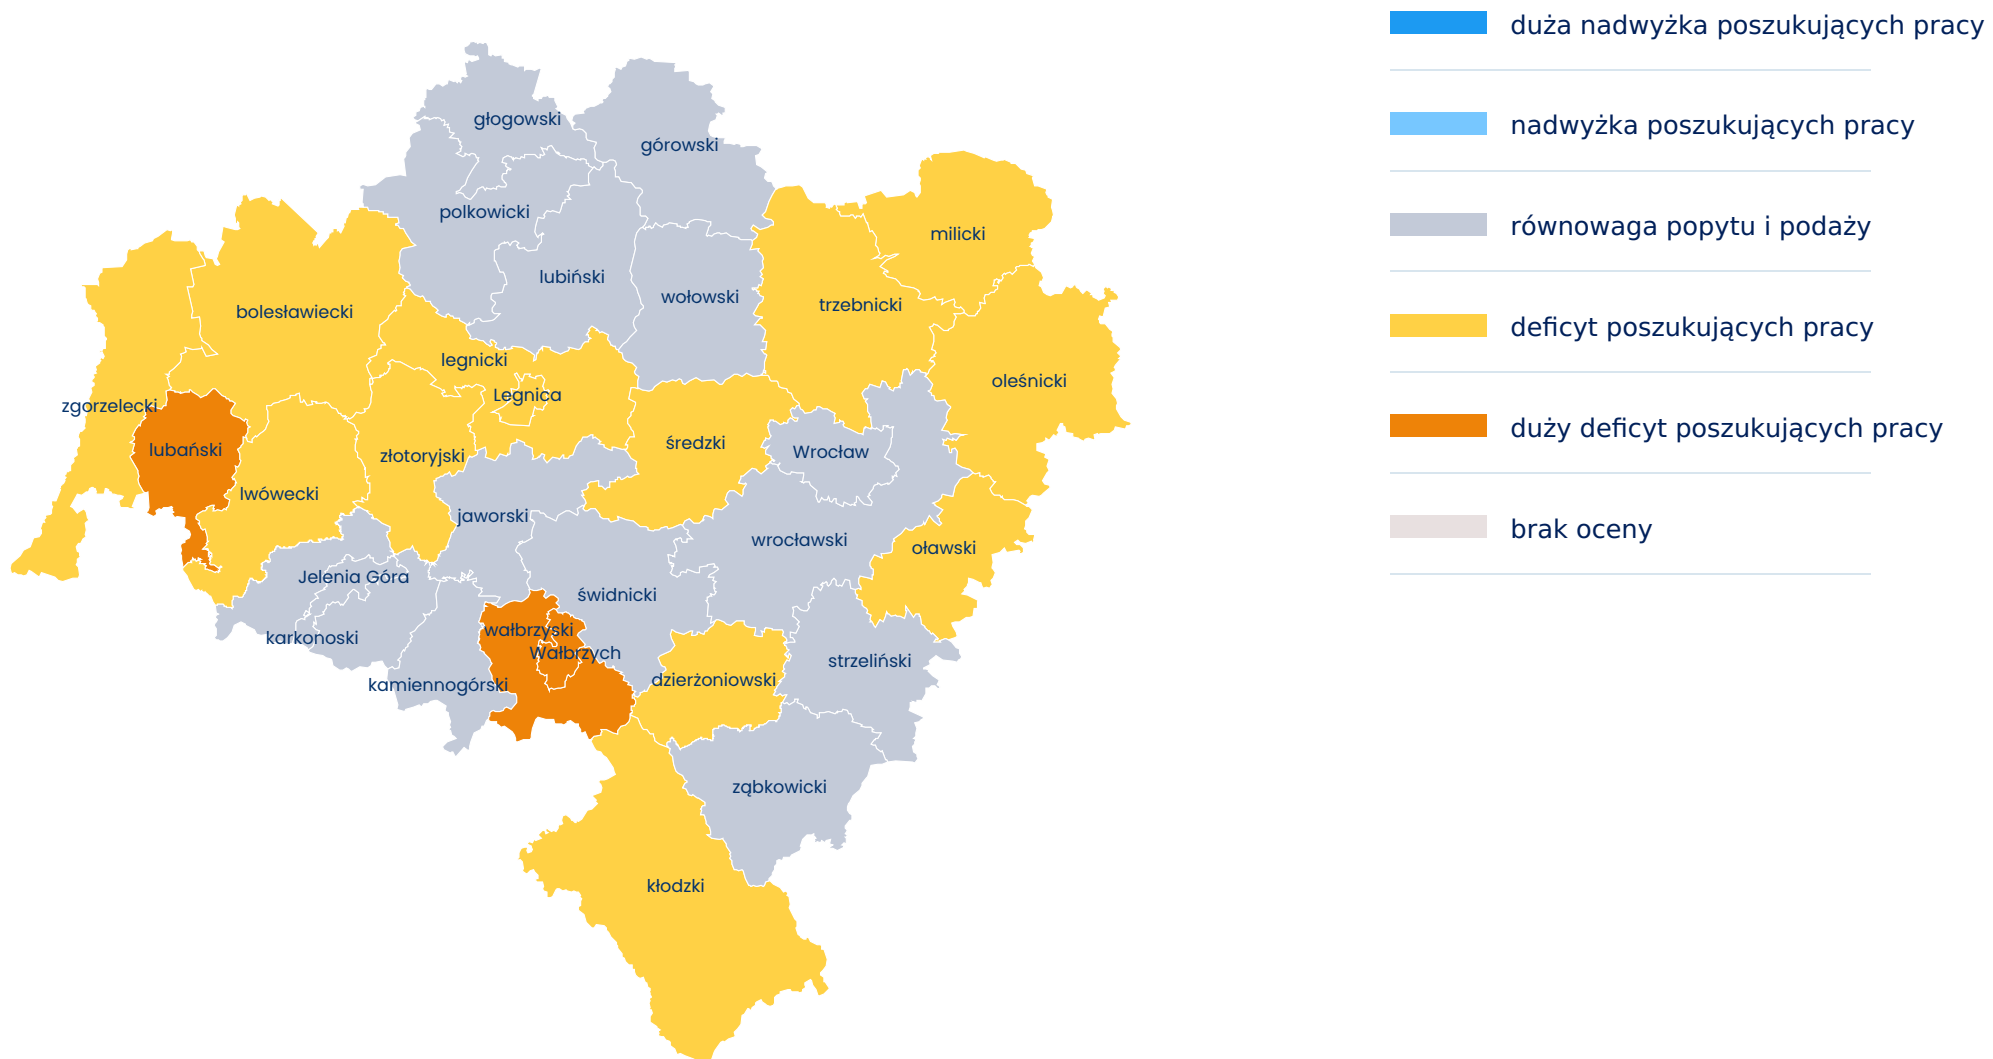 głogowski
górowski
polkowicki
milicki
lubiński
wołowski
trzebnicki
bolesławiecki
legnicki
oleśnicki
Legnica
zgorzelecki
średzki
lubański
złotoryjski
Wrocław
lwówecki
jaworski
wrocławski
oławski
Jelenia Góra
świdnicki
wałbrzyski
karkonoski
Wałbrzych
strzeliński
kamiennogórski
dzierżoniowski
ząbkowicki
kłodzki
duża nadwyżka poszukujących pracy
nadwyżka poszukujących pracy
równowaga popytu i podaży
deficyt poszukujących pracy
duży deficyt poszukujących pracy
brak oceny